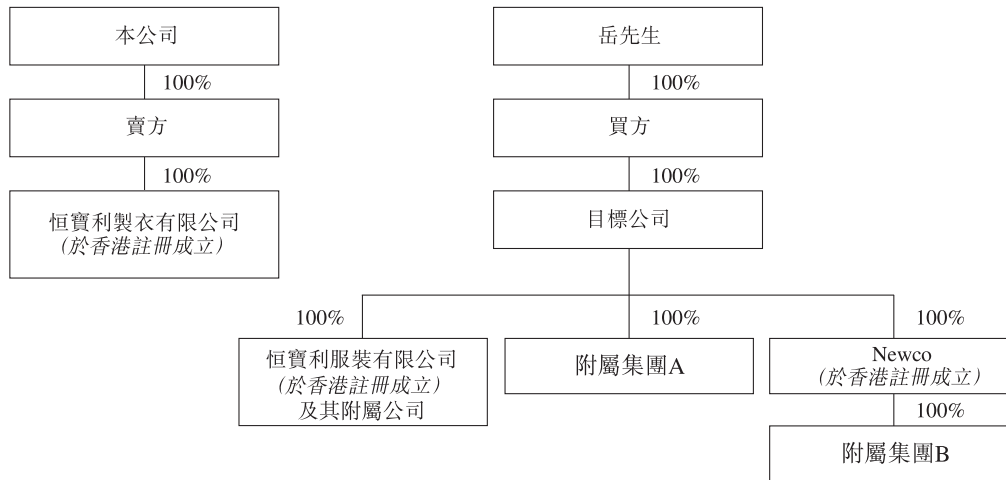 本公司
岳先生
100%
100%
賣方
買方
100%
100%
恒寶利製衣有限公司
(於香港註冊成立)
目標公司
100%
100%
100%
恒寶利服裝有限公司
(於香港註冊成立)
及其附屬公司
附屬集團A
Newco
(於香港註冊成立)
100%
附屬集團B